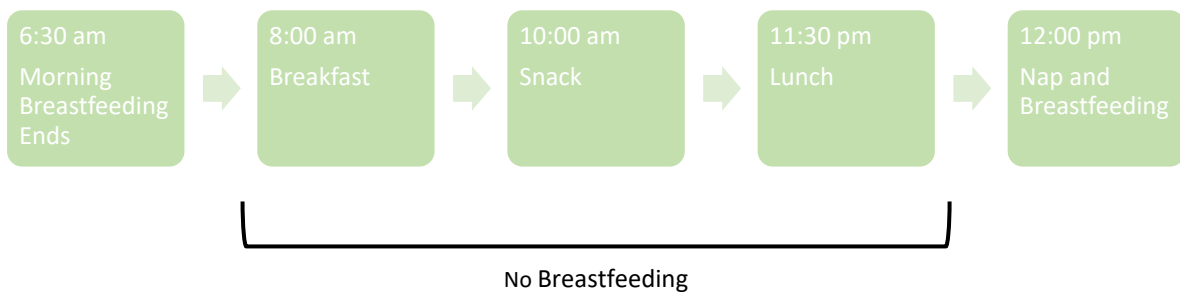 6:30 am
Morning
Breastfeeding
Ends
8:00 am
Breakfast
10:00 am
Snack
11:30 pm
Lunch
12:00 pm
Nap and
Breastfeeding
No Breastfeeding